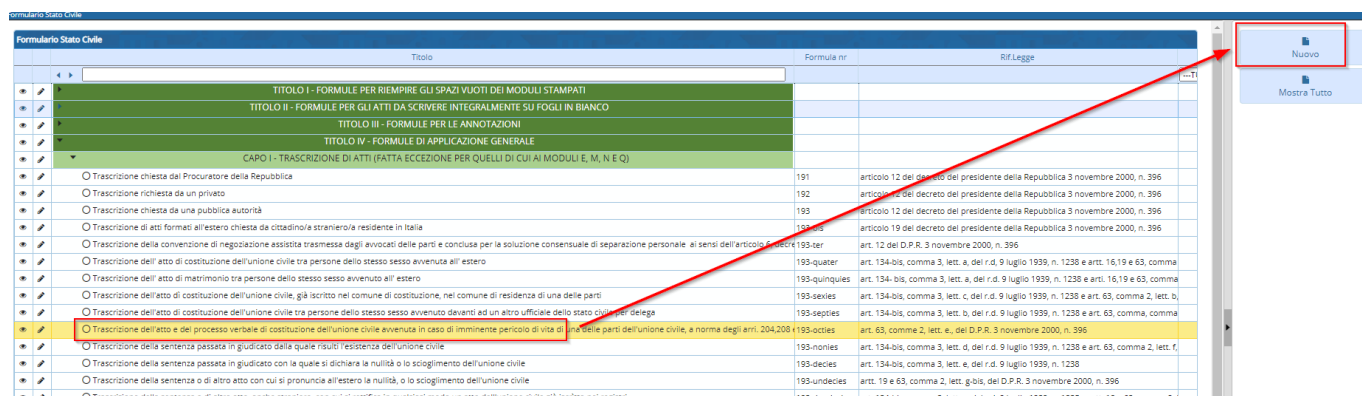 Formulario Stato Civile
Formulario Stato Civile
Titolo Formula nr Rif.Legge
TITOLO I - FORMULE PER RIEMPIRE GLI SPAZI VUOTI DEI MODULI STAMPATI
TITOLO II - FORMULE PER GLI ATTI DA SCRIVERE INTEGRALMENTE SU FOGLI IN BIANCO
TITOLO III - FORMULE PER LE ANNOTAZIONI
TITOLO IV - FORMULE DI APPLICAZIONE GENERALE
CAPO I - TRASCRIZIONE DI ATTI (FATTA ECCEZIONE PER QUELLI DI CUI AI MODULI E, M, N E Q)
Trascrizione chiesta dal Procuratore della Repubblica 191 articolo 12 del decreto del presidente della Repubblica 3 novembre 2000, n. 396
Trascrizione richiesta da un privato 192 articolo 12 del decreto del presidente della Repubblica 3 novembre 2000, n. 396
Trascrizione chiesta da una pubblica autorità 193 articolo 12 del decreto del presidente della Repubblica 3 novembre 2000, n. 396
Trascrizione di atti formati all'estero chiesta da cittadino/a straniero/a residente in Italia 193-bis articolo 19 del decreto del presidente della Repubblica 3 novembre 2000, n. 396
Trascrizione della convenzione di negoziazione assistita trasmessa dagli avvocati delle parti e conclusa per la soluzione consensuale di separazione personale ai sensi dell'articolo 6, decre 193-ter art. 12 del D.P.R. 3 novembre 2000, n. 396
Trascrizione dell' atto di costituzione dell'unione civile tra persone dello stesso sesso avvenuta all' estero 193-quater art. 134-bis, comma 3, lett. a, del r.d, 9 luglio 1939, n. 1238 e artt. 16,19 e 63, comma
Trascrizione dell' atto di matrimonio tra persone dello stesso sesso avvenuto all' estero 193-quinquies art. 134- bis, comma 3, lett. a, del r.d. 9 luglio 1939, n. 1238 e arti. 16,19 e 63, comma
Trascrizione dell'atto di costituzione dell'unione civile, già iscritto nel comune di costituzione, nel comune di residenza di una delle parti 193-sexies art. 134-bis, comma 3, lett. c, del r.d. 9 luglio 1939, n. 1238 e art. 63, comma 2, lett. b,
Trascrizione dell'atto di costituzione dell'unione civile tra persone dello stesso sesso avvenuto davanti ad un altro ufficiale dello stato civile per delega 193-septies art. 134-bis, comma 3, lett. b, del r.d. 9 luglio 1939, n. 1238 e art. 63, comma, comma
Trascrizione dell'atto e del processo verbale di costituzione dell'unione civile avvenuta in caso di imminente pericolo di vita di una delle parti dell'unione civile, a norma degli arri. 204,208 193-octies art. 63, comme 2, lett. e., del D.P.R. 3 novembre 2000, n. 396
Trascrizione della sentenza passata in giudicato dalla quale risulti l'esistenza dell'unione civile 193-nonies art. 134-bis, comma 3, lett. d, del r.d. 9 luglio 1939, n. 1238 e art. 63, comma 2, lett. f,
Trascrizione della sentenza passata in giudicato con la quale si dichiara la nullità o lo scioglimento dell'unione civile 193-decies art. 134-bis, comma 3, lett. e, del r.d. 9 luglio 1939, n. 1238
Trascrizione della sentenza o di altro atto con cui si pronuncia all'estero la nullità, o lo scioglimento dell'unione civile 193-undecies artt. 19 e 63, comma 2, lett. g-bis, del D.P.R. 3 novembre 2000, n. 396
Nuovo
Mostra Tutto